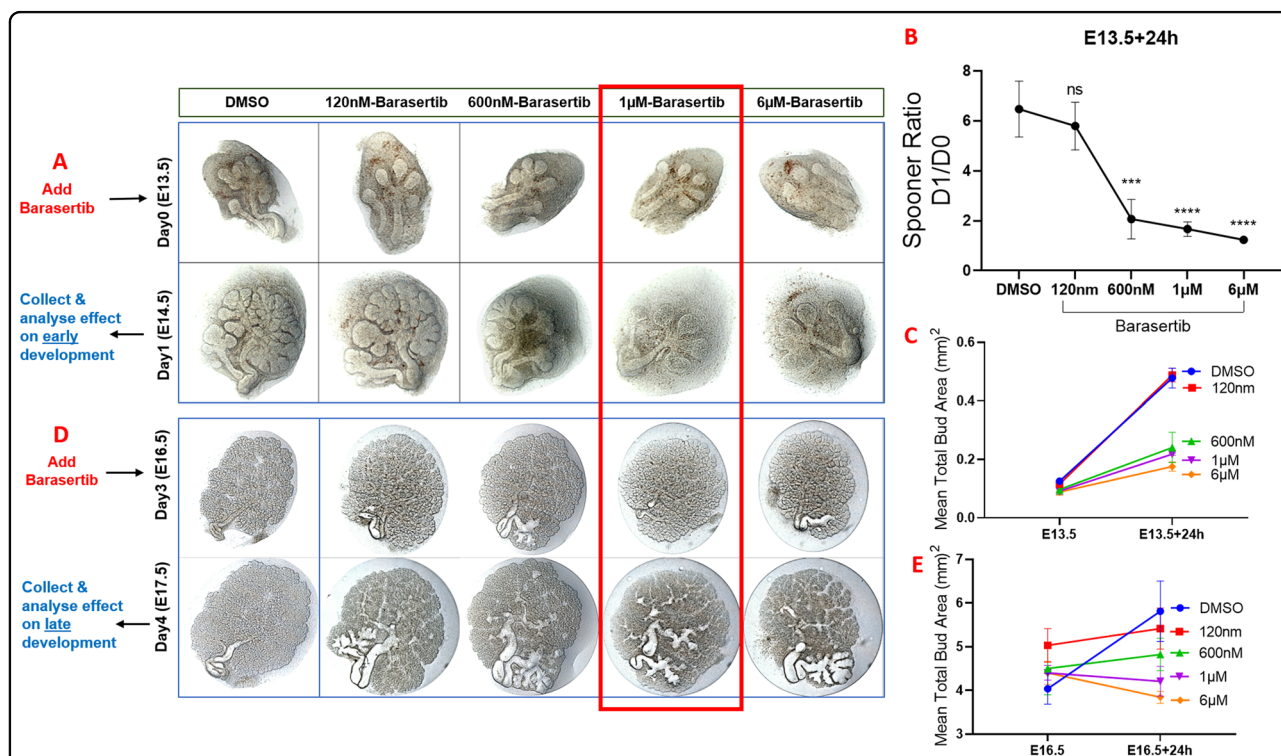 DMSO
120nM-Barasertib
600nM-Barasertib
1µM-Barasertib
6µM-Barasertib
A
Add
Barasertib
Day0 (E13.5)
Collect &
analyse effect
on early
development
Day1 (E14.5)
D
Add
Barasertib
Day3 (E16.5)
Collect &
analyse effect
on late
development
Day4 (E17.5)
B
E13.5+24h
Spooner Ratio
D1/D0
8
6
4
2
0
ns
***
****
****
DMSO
120nm
600nM
1µM
6µM
Barasertib
C
Mean Total Bud Area (mm)²
0.6
0.4
0.2
0.0
DMSO
120nm
600nM
1µM
6µM
E13.5
E13.5+24h
E
Mean Total Bud Area (mm)²
7
6
5
4
3
DMSO
120nm
600nM
1µM
6µM
E16.5
E16.5+24h